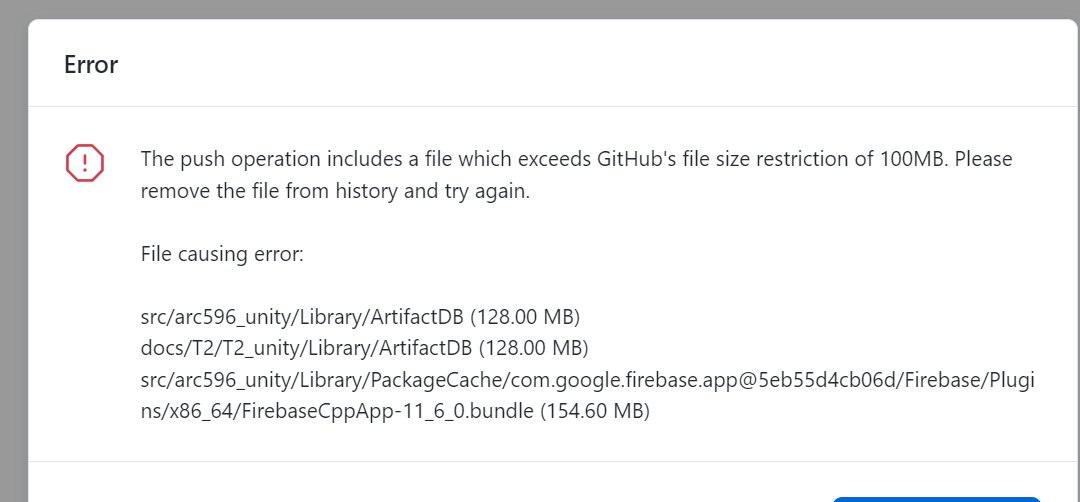 Error
The push operation includes a file which exceeds GitHub's file size restriction of 100MB. Please
remove the file from history and try again.
File causing error:
src/arc596_unity/Library/ArtifactDB (128.00 MB)
docs/T2/T2_unity/Library/ArtifactDB (128.00 MB)
src/arc596_unity/Library/PackageCache/com.google.firebase.app@5eb55d4cb06d/Firebase/Plugi
ns/x86_64/FirebaseCppApp-11_6_0.bundle (154.60 MB)